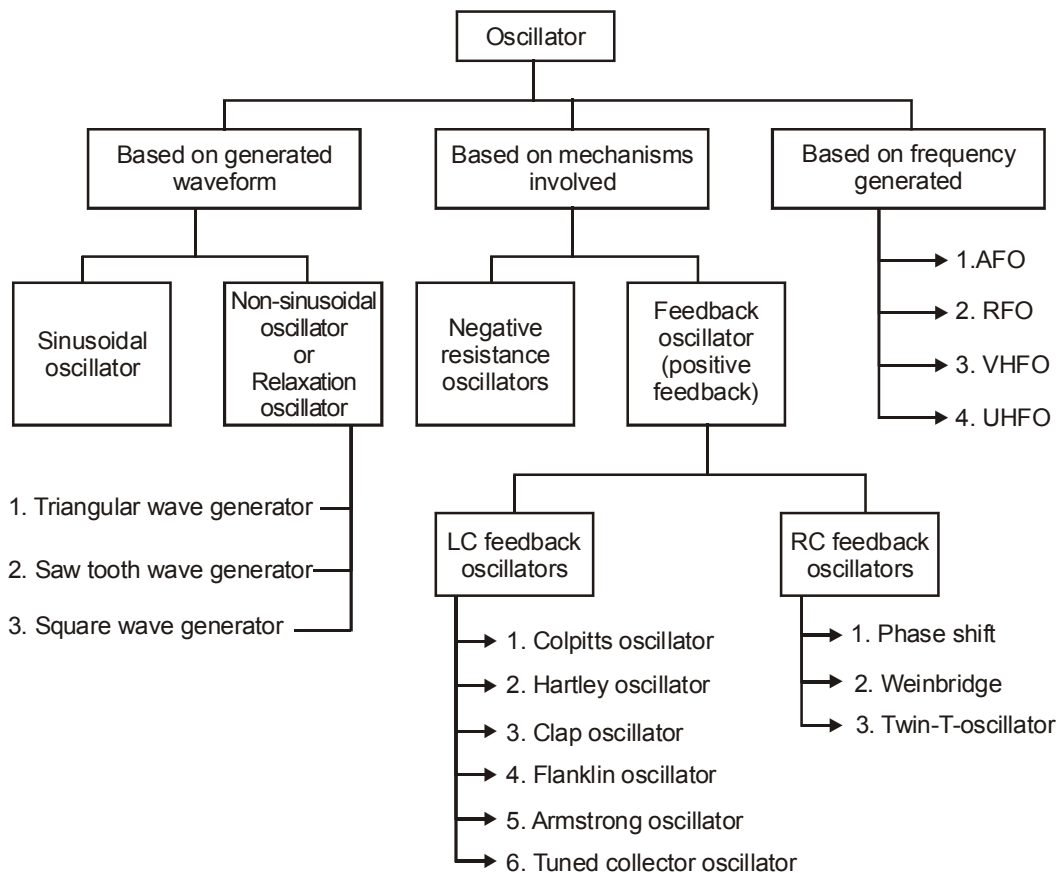 Oscillator
Based on generated
waveform
Based on mechanisms
involved
Based on frequency
generated
Sinusoidal
oscillator
Non-sinusoidal
oscillator
or
Relaxation
oscillator
Negative
resistance
oscillators
Feedback
oscillator
(positive
feedback)
1.AFO
2. RFO
3. VHFO
4. UHFO
1. Triangular wave generator
2. Saw tooth wave generator
3. Square wave generator
LC feedback
oscillators
RC feedback
oscillators
1. Colpitts oscillator
2. Hartley oscillator
3. Clap oscillator
4. Flanklin oscillator
5. Armstrong oscillator
6. Tuned collector oscillator
1. Phase shift
2. Weinbridge
3. Twin-T-oscillator